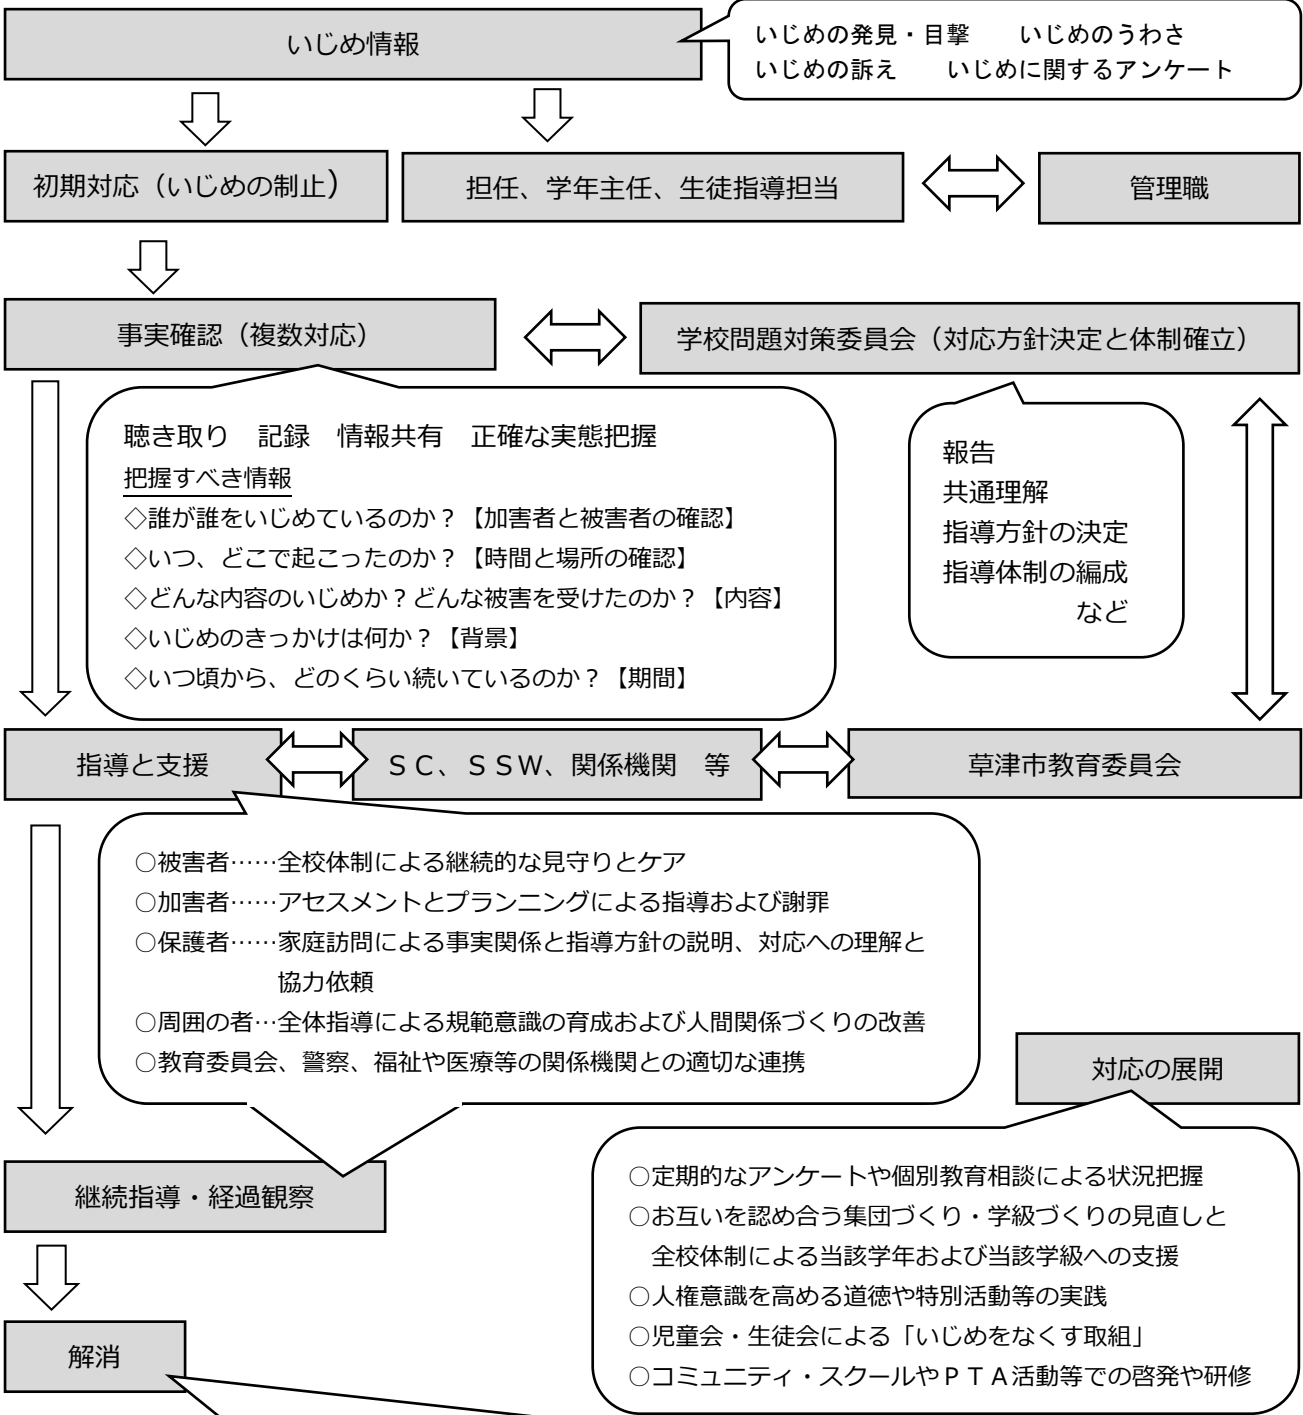 いじめ情報
いじめの発見・目撃　　いじめのうわさ
いじめの訴え　　いじめに関するアンケート
初期対応（いじめの制止）
担任、学年主任、生徒指導担当
管理職
事実確認（複数対応）
学校問題対策委員会（対応方針決定と体制確立）
聴き取り　記録　情報共有　正確な実態把握
把握すべき情報
◇誰が誰をいじめているのか？【加害者と被害者の確認】
◇いつ、どこで起こったのか？【時間と場所の確認】
◇どんな内容のいじめか？どんな被害を受けたのか？【内容】
◇いじめのきっかけは何か？【背景】
◇いつ頃から、どのくらい続いているのか？【期間】
報告
共通理解
指導方針の決定
指導体制の編成
など
指導と支援
ＳＣ、ＳＳＷ、関係機関　等
草津市教育委員会
○被害者……全校体制による継続的な見守りとケア
○加害者……アセスメントとプランニングによる指導および謝罪
○保護者……家庭訪問による事実関係と指導方針の説明、対応への理解と
協力依頼
○周囲の者…全体指導による規範意識の育成および人間関係づくりの改善
○教育委員会、警察、福祉や医療等の関係機関との適切な連携
対応の展開
○定期的なアンケートや個別教育相談による状況把握
○お互いを認め合う集団づくり・学級づくりの見直しと
全校体制による当該学年および当該学級への支援
○人権意識を高める道徳や特別活動等の実践
○児童会・生徒会による「いじめをなくす取組」
○コミュニティ・スクールやＰＴＡ活動等での啓発や研修
継続指導・経過観察
解消